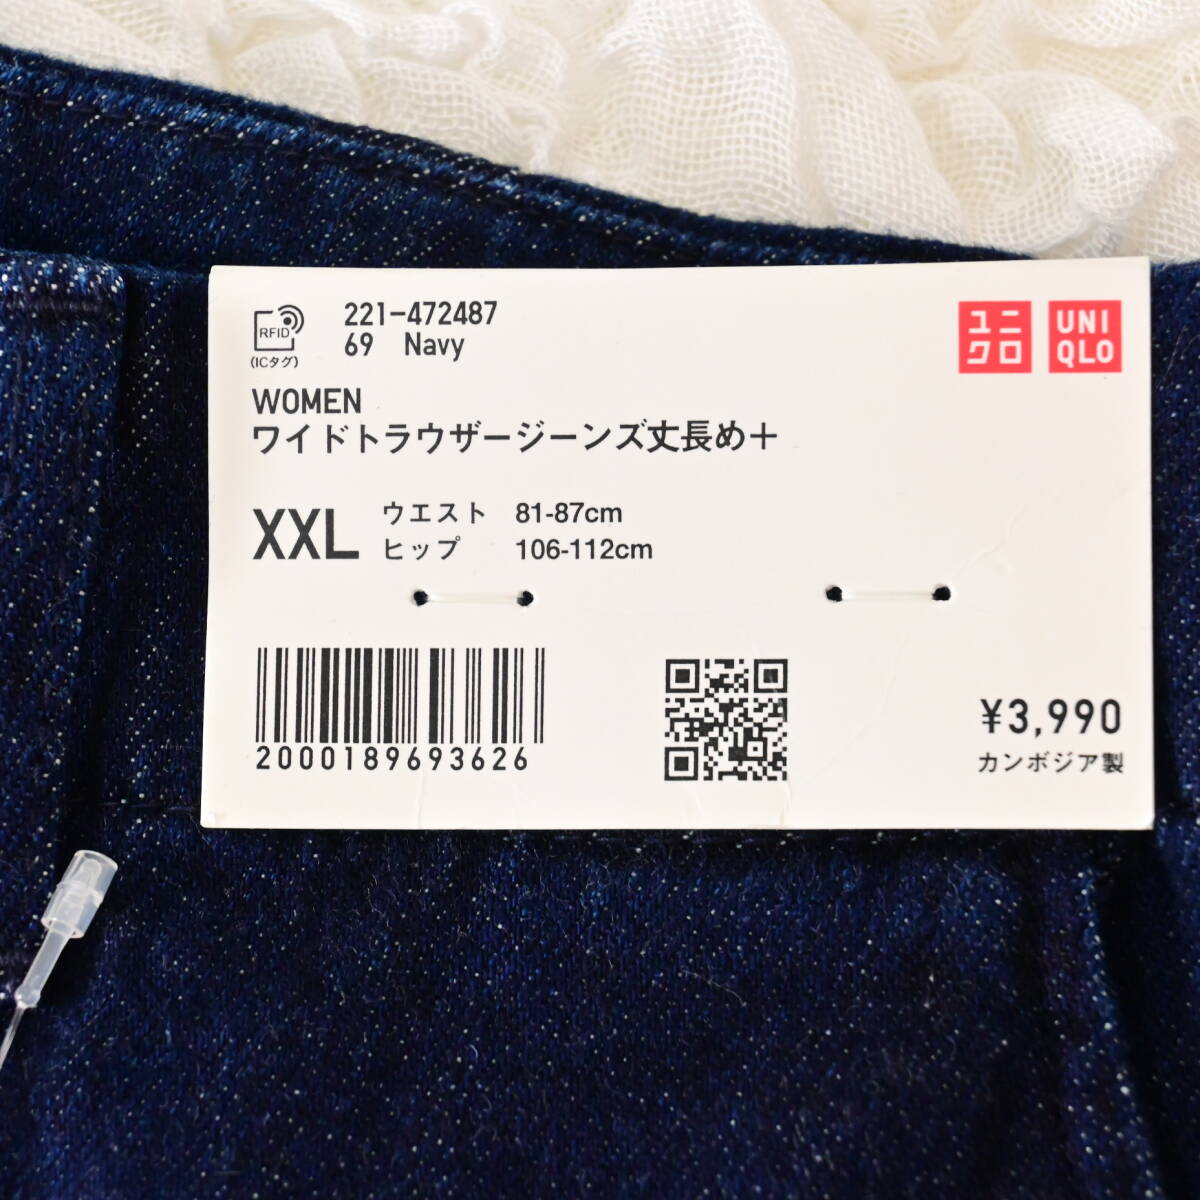 RFID
(ICタグ)
221-472487
69 Navy
ユニ
クロ
UNI
QLO
WOMEN
ワイドトラウザージーンズ丈長め+
XXL
ウエスト 81-87cm
ヒップ 106-112cm
2000189693626
¥3,990
カンボジア製